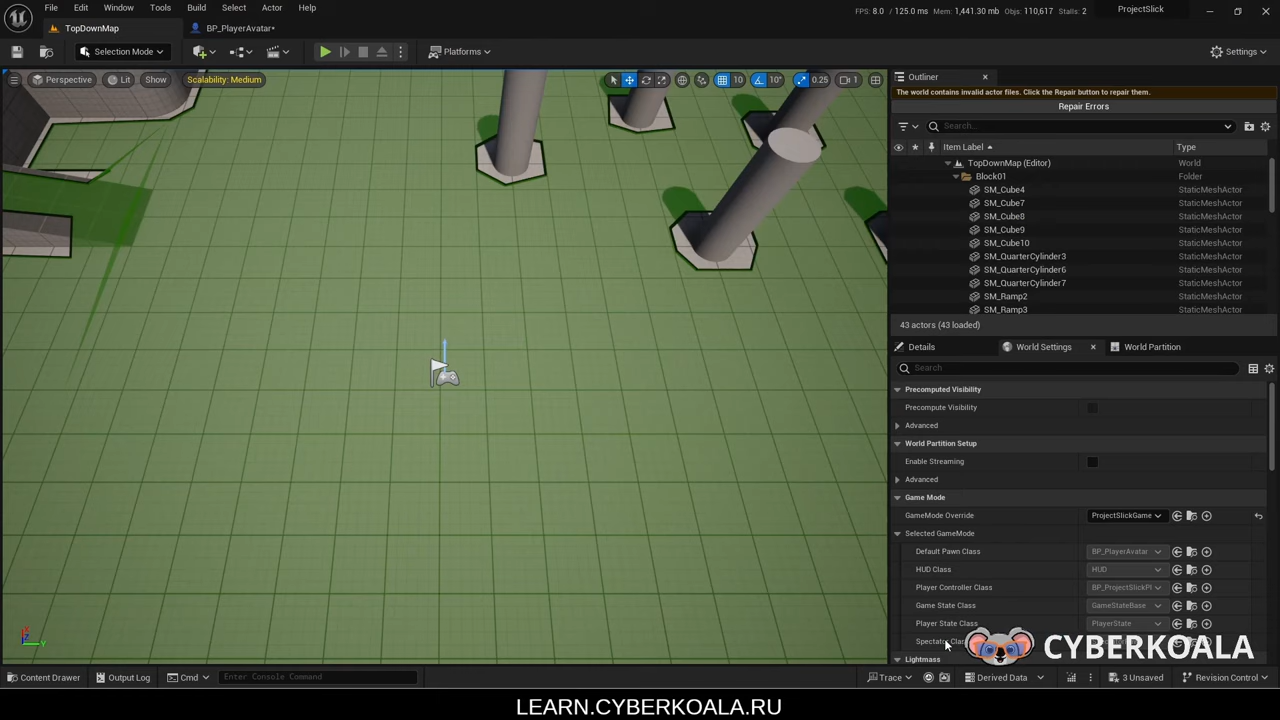 File Edit Window Tools Build Select Actor Help
FPS: 8.0 / 125.0 ms Mem: 1,441.30 mb Objs: 110,617 Stalls: 2
ProjectSlick
TopDownMap
BP_PlayerAvatar•
Selection Mode
Platforms
Settings
Perspective
Lit
Show
Scalability: Medium
10
10°
0.25
1
Outliner
The world contains invalid actor files. Click the Repair button to repair them.
Repair Errors
Search...
Item Label
Type
TopDownMap (Editor) World
Block01 Folder
SM_Cube4 StaticMeshActor
SM_Cube7 StaticMeshActor
SM_Cube8 StaticMeshActor
SM_Cube9 StaticMeshActor
SM_Cube10 StaticMeshActor
SM_QuarterCylinder3 StaticMeshActor
SM_QuarterCylinder6 StaticMeshActor
SM_QuarterCylinder7 StaticMeshActor
SM_Ramp2 StaticMeshActor
SM_Ramp3 StaticMeshActor
43 actors (43 loaded)
Details
World Settings
World Partition
Search
Precomputed Visibility
Precompute Visibility
Advanced
World Partition Setup
Enable Streaming
Advanced
Game Mode
GameMode Override ProjectSlickGame
Selected GameMode
Default Pawn Class BP_PlayerAvatar
HUD Class HUD
Player Controller Class BP_ProjectSlickPl
Game State Class GameStateBase
Player State Class PlayerState
Spectator Clas
CYBERKOALA
Lightmass
Content Drawer
Output Log
Cmd
Enter Console Command
Trace
Derived Data
3 Unsaved
Revision Control
LEARN.CYBERKOALA.RU